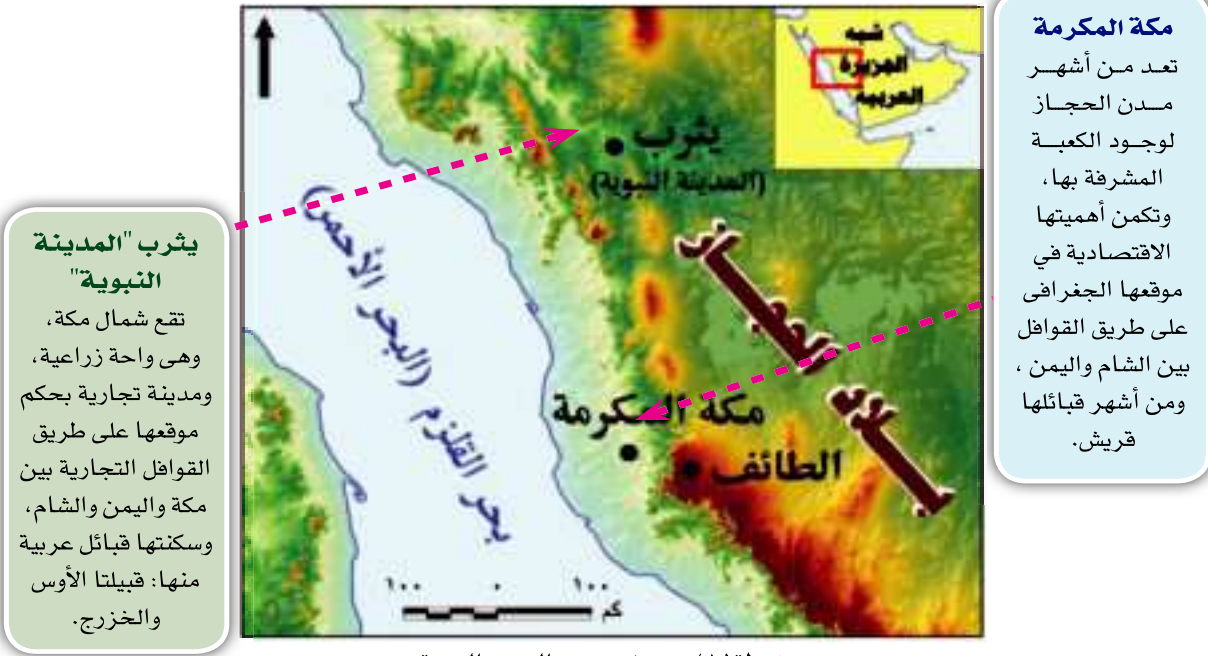 مكة المكرمة
تعد من أشهر
مدن الحجاز
لوجود الكعبة
المشرفة بها،
وتكمن أهميتها
الاقتصادية في
موقعها الجغرافى
على طريق القوافل
بين الشام واليمن ،
ومن أشهر قبائلها
قريش.
شبه
الجزيرة
العربية
يثرب
(المدينة النبوية)
بلاد الحجاز
مكة المكرمة
الطائف
بحر القلزم (البحر الأحمر)
١٠٠ ٠ ١٠٠
كم
يثرب "المدينة
النبوية"
تقع شمال مكة،
وهى واحة زراعية،
ومدينة تجارية بحكم
موقعها على طريق
القوافل التجارية بين
مكة واليمن والشام،
وسكنتها قبائل عربية
منها: قبيلتا الأوس
والخزرج.